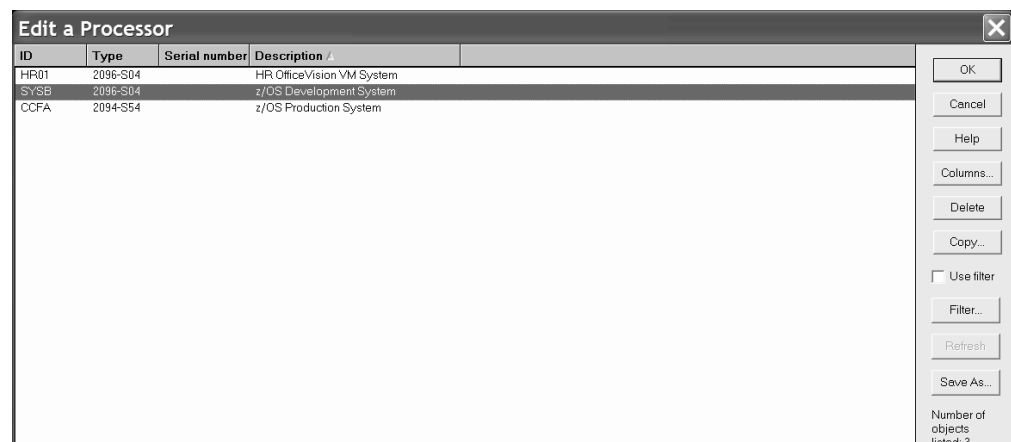 Edit a Processor
ID Type Serial number Description
HR01 2096-S04 HR OfficeVision VM System
SYSB 2096-S04 z/OS Development System
CCFA 2094-S54 z/OS Production System
OK
Cancel
Help
Columns...
Delete
Copy...
Use filter
Filter...
Refresh
Save As...
Number of
objects
listed: 3